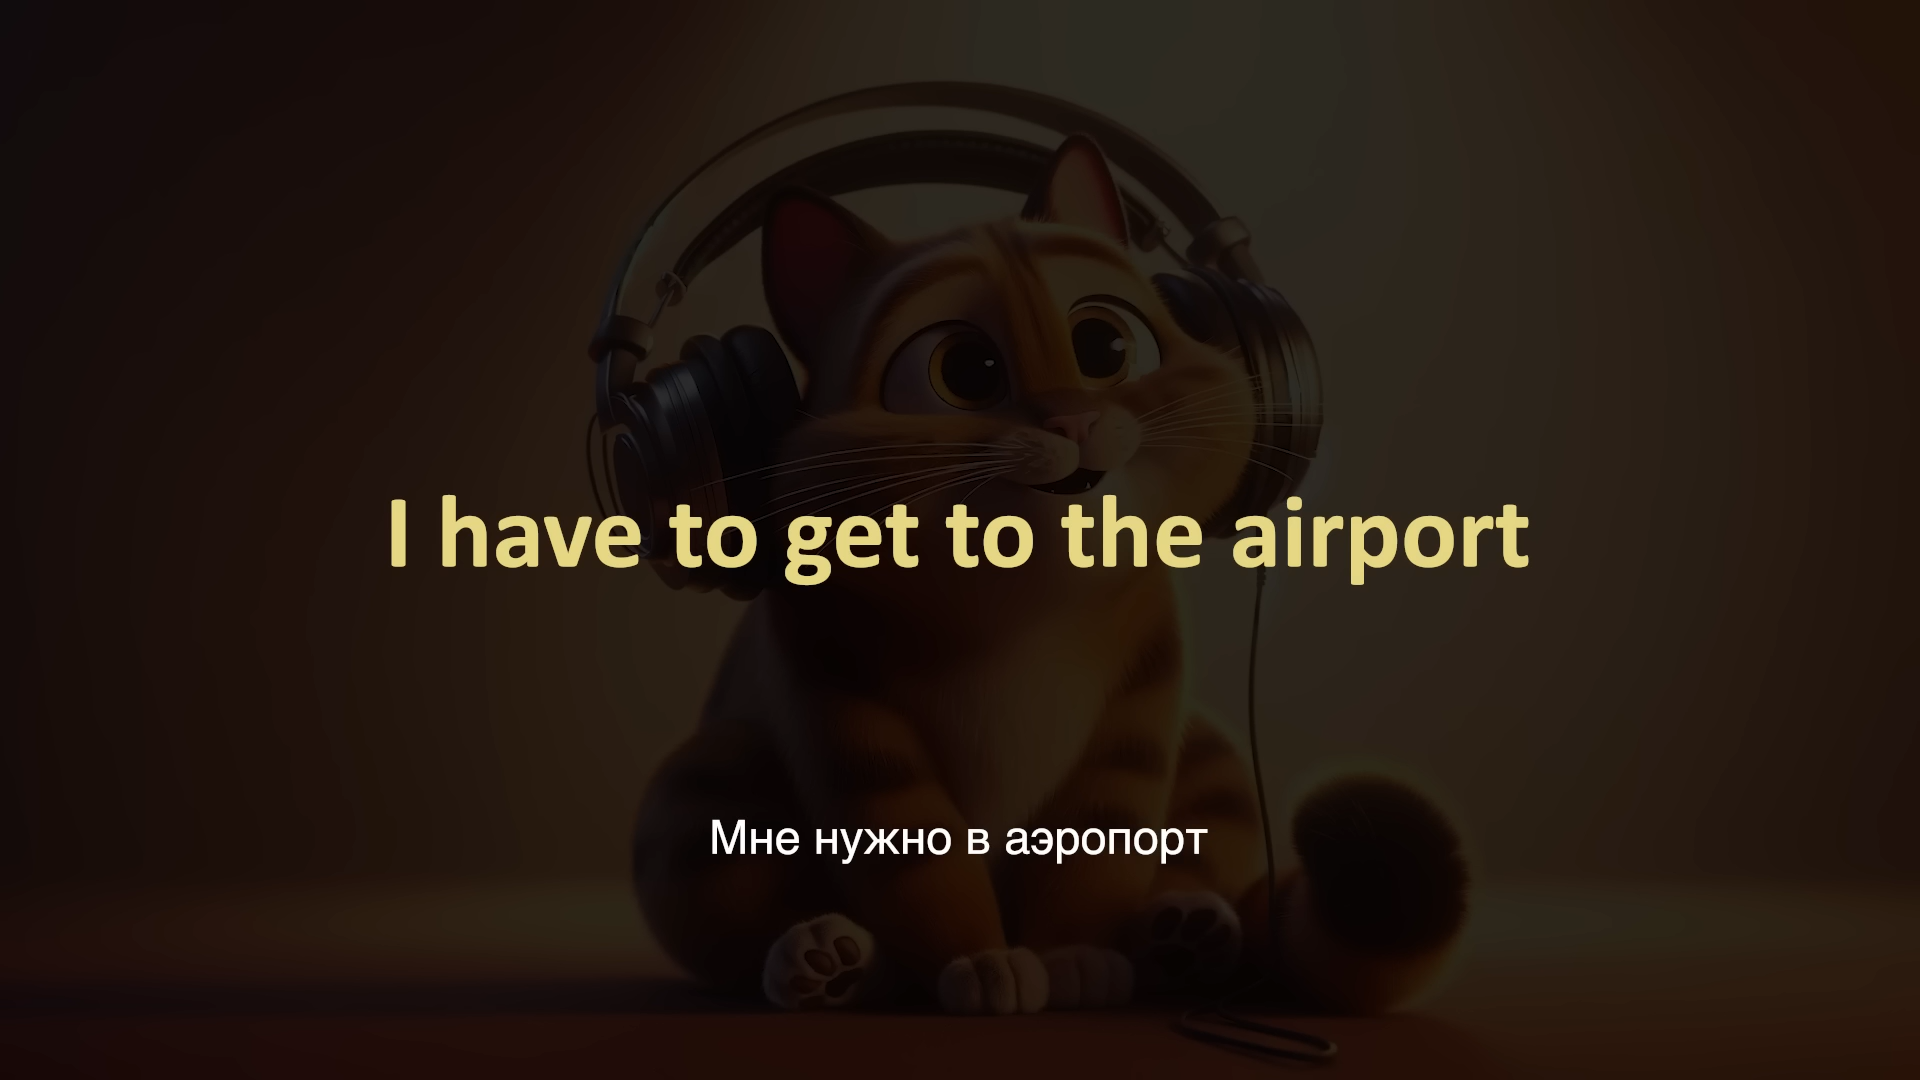 I have to get to the airport
Мне нужно в аэропорт